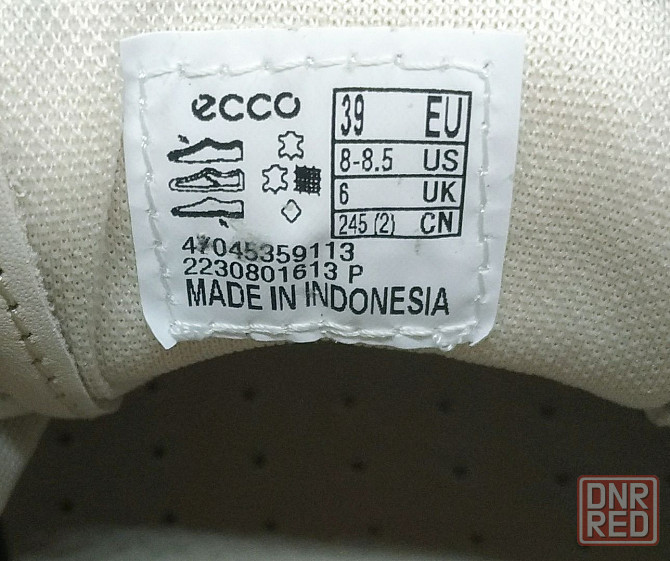 ecco
39 EU
8-8.5 US
6 UK
245 (2) CN
47045359113
2230801613 P
MADE IN INDONESIA
DNR
RED